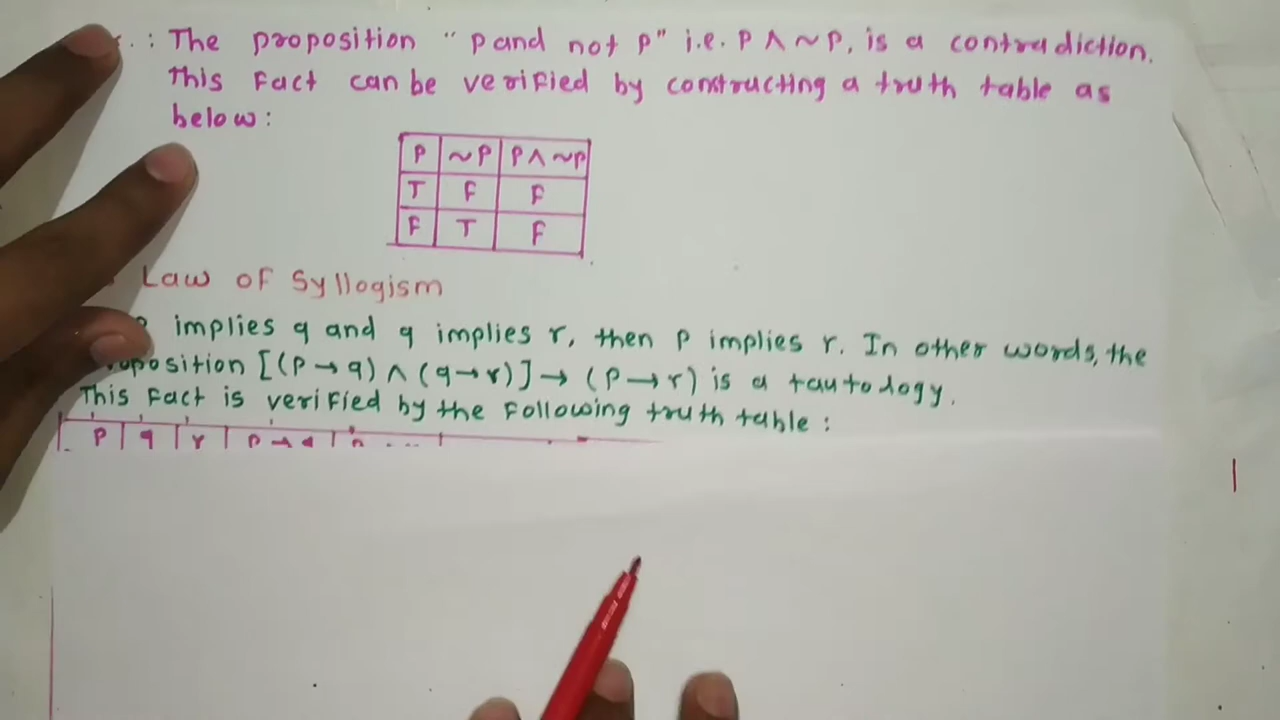 : The proposition "p and not p" i.e. P ∧ ~P, is a contradiction.
This Fact can be verified by constructing a truth table as
below:
P ~P P ∧ ~P
T F F
F T F
Law of Syllogism
implies q and q implies r, then p implies r. In other words, the
[(P → q) ∧ (q → r)] → (P → r) is a tautology.
This Fact is verified by the Following truth table:
P q r P → q